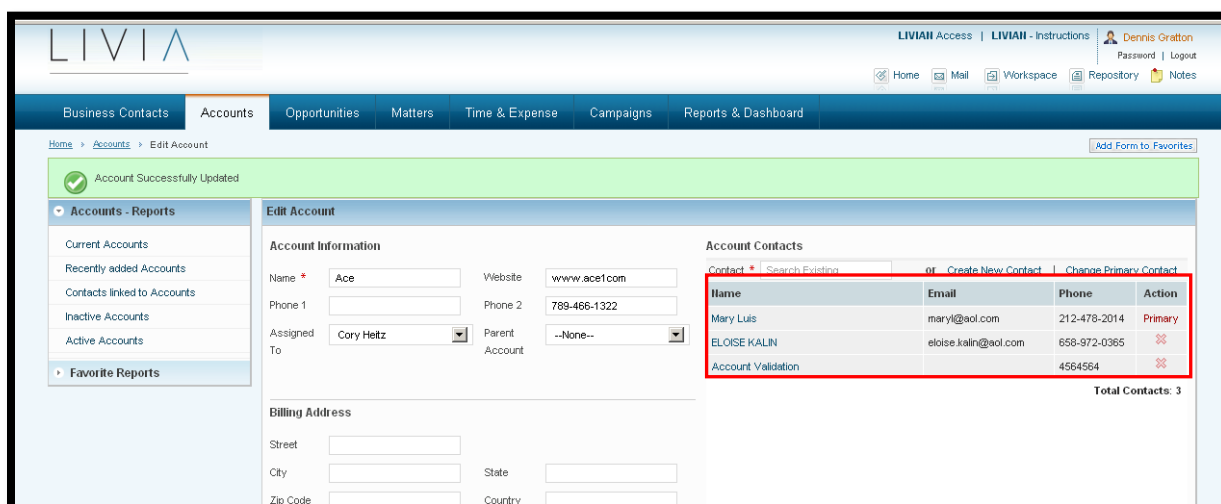 LIVIA
LIVIAN Access | LIVIAN - Instructions
Dennis Gratton
Password | Logout
Home Mail Workspace Repository Notes
Business Contacts Accounts Opportunities Matters Time & Expense Campaigns Reports & Dashboard
Home Accounts Edit Account
Add Form to Favorites
Account Successfully Updated
Accounts - Reports
Current Accounts
Recently added Accounts
Contacts linked to Accounts
Inactive Accounts
Active Accounts
Favorite Reports
Edit Account
Account Information
Name * Ace Website www.ace1com
Phone 1 Phone 2 789-466-1322
Assigned To Cory Heitz Parent Account --None--
Billing Address
Street
City State
Zip Code Country
Account Contacts
Contact * Search Existing or Create New Contact | Change Primary Contact
Name Email Phone Action
Mary Luis maryl@aol.com 212-478-2014 Primary
ELOISE KALIN eloise.kalin@aol.com 658-972-0365
Account Validation 4564564
Total Contacts: 3